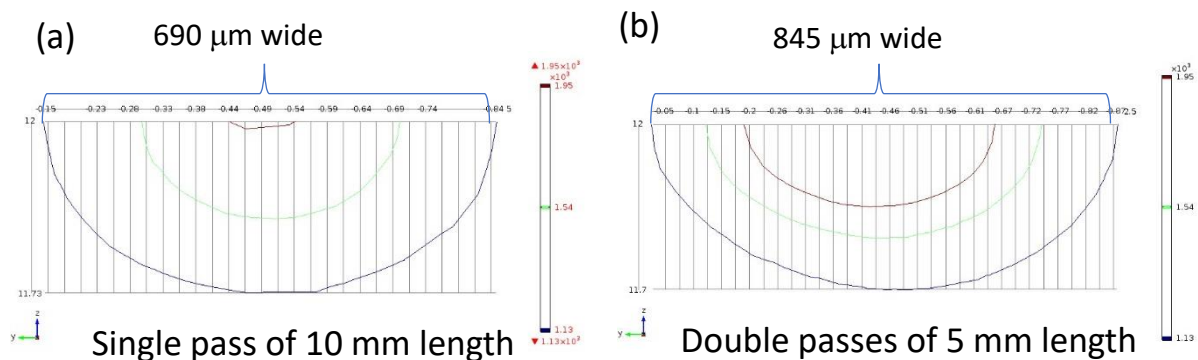 (a)
690 μm wide
-0.15 -0.23 -0.28 -0.33 -0.38 -0.44 -0.49 -0.54 -0.59 -0.64 -0.69 -0.74 -0.84 5
12
11.73
z
y
▲ 1.95×10³
×10³
1.95
1.54
1.13
▼ 1.13×10³
Single pass of 10 mm length
(b)
845 μm wide
-0.05 -0.1 -0.15 -0.2 -0.26 -0.31 -0.36 -0.41 -0.46 -0.51 -0.56 -0.61 -0.67 -0.72 -0.77 -0.82 -0.87 2.5
12
11.7
z
y
×10³
1.95
1.54
1.13
Double passes of 5 mm length